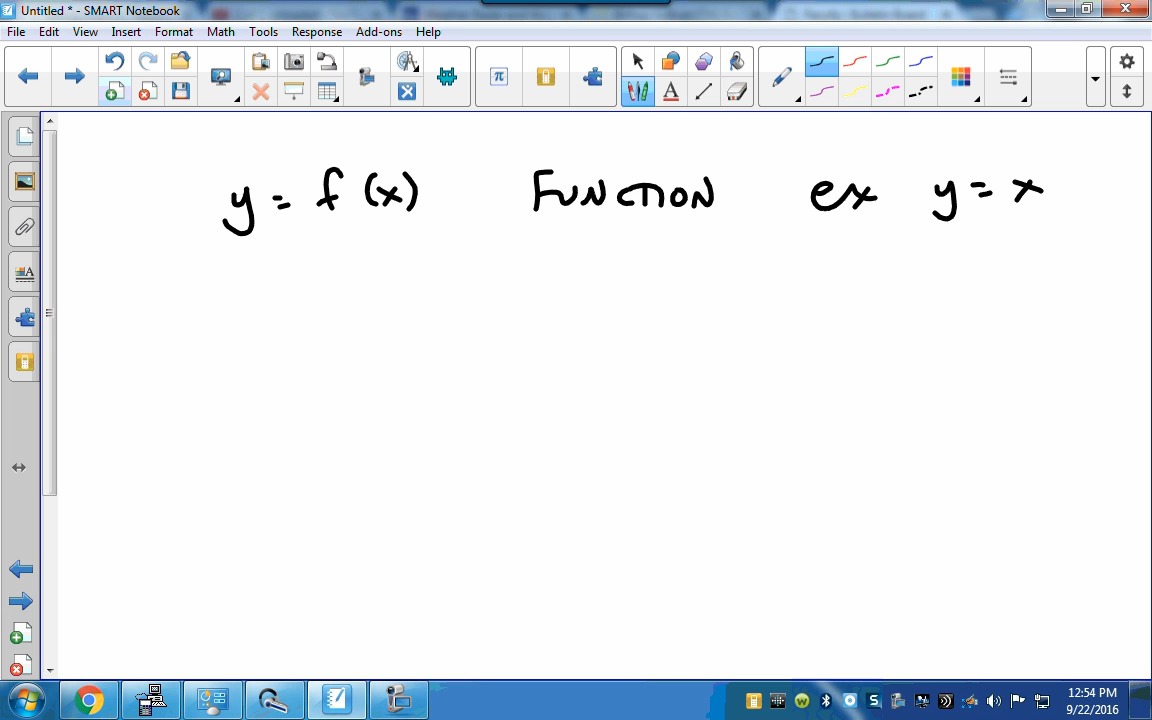 Untitled * - SMART Notebook
File Edit View Insert Format Math Tools Response Add-ons Help
y = f (x) FUNCTION ex y = x
12:54 PM
9/22/2016